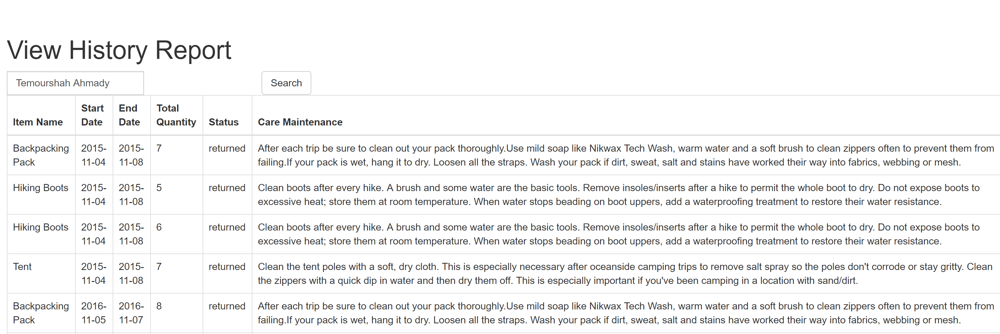 View History Report
Temourshah Ahmady
Search
Item Name
Start
Date
End
Date
Total
Quantity
Status
Care Maintenance
Backpacking
Pack
2015-
11-04
2015-
11-08
7
returned
After each trip be sure to clean out your pack thoroughly.Use mild soap like Nikwax Tech Wash, warm water and a soft brush to clean zippers often to prevent them from
failing.If your pack is wet, hang it to dry. Loosen all the straps. Wash your pack if dirt, sweat, salt and stains have worked their way into fabrics, webbing or mesh.
Hiking Boots
2015-
11-04
2015-
11-08
5
returned
Clean boots after every hike. A brush and some water are the basic tools. Remove insoles/inserts after a hike to permit the whole boot to dry. Do not expose boots to
excessive heat; store them at room temperature. When water stops beading on boot uppers, add a waterproofing treatment to restore their water resistance.
Hiking Boots
2015-
11-04
2015-
11-08
6
returned
Clean boots after every hike. A brush and some water are the basic tools. Remove insoles/inserts after a hike to permit the whole boot to dry. Do not expose boots to
excessive heat; store them at room temperature. When water stops beading on boot uppers, add a waterproofing treatment to restore their water resistance.
Tent
2015-
11-04
2015-
11-08
7
returned
Clean the tent poles with a soft, dry cloth. This is especially necessary after oceanside camping trips to remove salt spray so the poles don't corrode or stay gritty. Clean
the zippers with a quick dip in water and then dry them off. This is especially important if you've been camping in a location with sand/dirt.
Backpacking
Pack
2016-
11-05
2016-
11-07
8
returned
After each trip be sure to clean out your pack thoroughly.Use mild soap like Nikwax Tech Wash, warm water and a soft brush to clean zippers often to prevent them from
failing.If your pack is wet, hang it to dry. Loosen all the straps. Wash your pack if dirt, sweat, salt and stains have worked their way into fabrics, webbing or mesh.